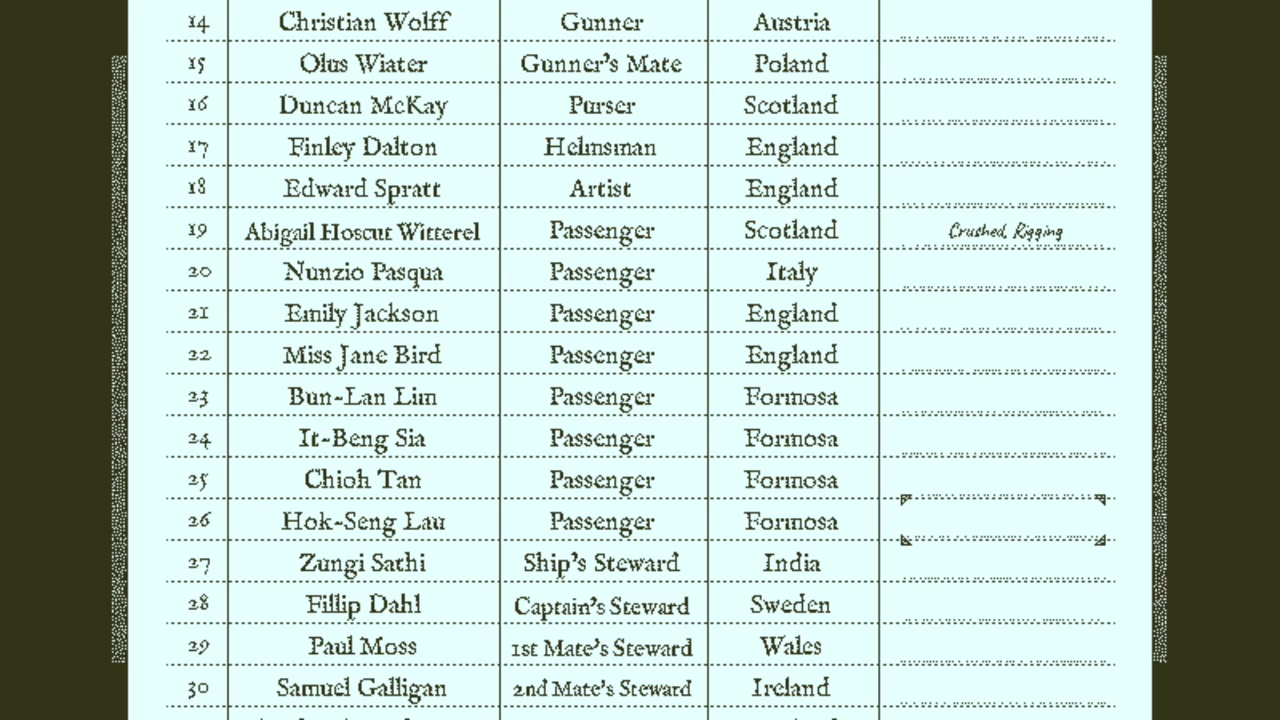 14 Christian Wolff Gunner Austria
15 Olus Wiater Gunner's Mate Poland
16 Duncan McKay Purser Scotland
17 Finley Dalton Helmsman England
18 Edward Spratt Artist England
19 Abigail Hoscut Witterel Passenger Scotland Crushed, Rigging
20 Nunzio Pasqua Passenger Italy
21 Emily Jackson Passenger England
22 Miss Jane Bird Passenger England
23 Bun-Lan Lim Passenger Formosa
24 It-Beng Sia Passenger Formosa
25 Chioh Tan Passenger Formosa
26 Hok-Seng Lau Passenger Formosa
27 Zungi Sathi Ship's Steward India
28 Fillip Dahl Captain's Steward Sweden
29 Paul Moss 1st Mate's Steward Wales
30 Samuel Galligan 2nd Mate's Steward Ireland